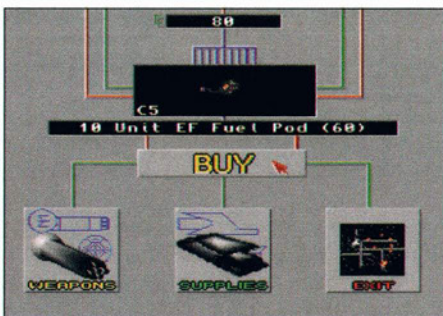 80
C5
10 Unit EF Fuel Pod (60)
BUY
WEAPONS
SUPPLIES
EXIT